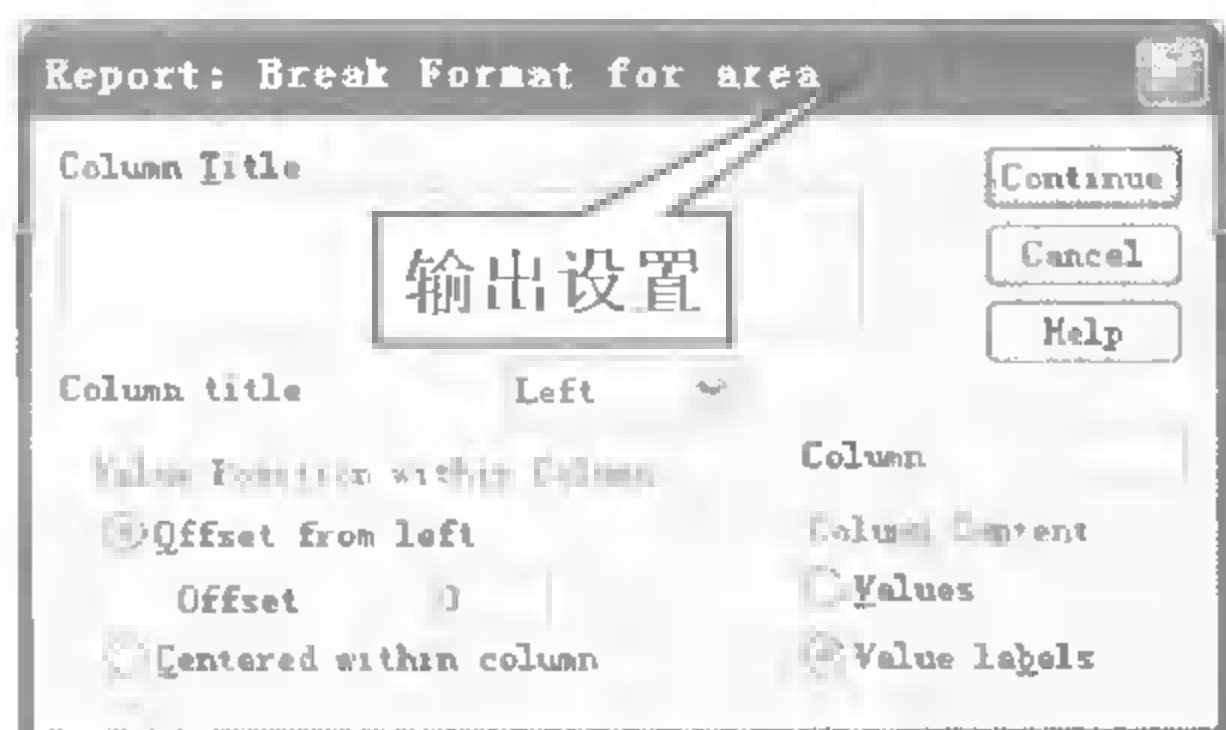 Report: Break Format for area
Column Title
Continue
输出设置
Cancel
Help
Column title Left
Value Position within Column
Column
Offset from left
Column Content
Offset 0
Values
Centered within column
Value labels